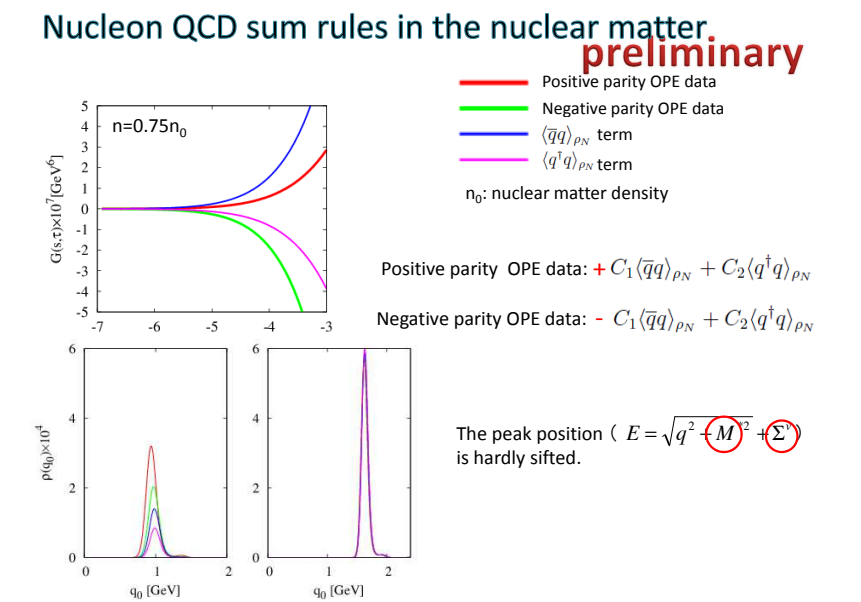 Nucleon QCD sum rules in the nuclear matter
preliminary
Positive parity OPE data
Negative parity OPE data
⟨q̅q⟩ρN term
⟨q†q⟩ρN term
n0: nuclear matter density
n=0.75n0
G(s,τ)×10^7[GeV^6]
5
4
3
2
1
0
-1
-2
-3
-4
-5
-7 -6 -5 -4 -3
Positive parity OPE data: + C1⟨q̅q⟩ρN + C2⟨q†q⟩ρN
Negative parity OPE data: - C1⟨q̅q⟩ρN + C2⟨q†q⟩ρN
ρ(q0)×10^4
6
4
2
0
0 1 2
q0 [GeV]
6
4
2
0
0 1 2
q0 [GeV]
The peak position ( E = √(q^2 + M^*2) + Σ^v )
is hardly sifted.